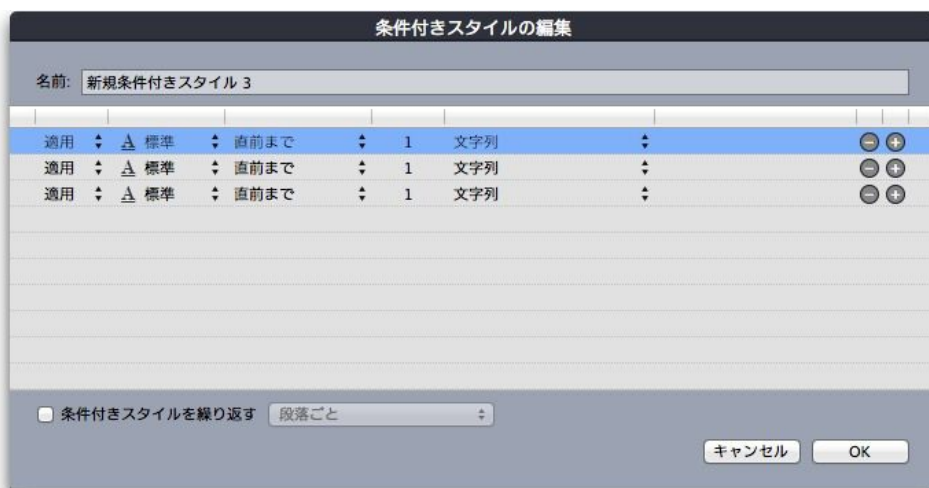 条件付きスタイルの編集
名前: 新規条件付きスタイル 3
適用 A 標準 直前まで 1 文字列
適用 A 標準 直前まで 1 文字列
適用 A 標準 直前まで 1 文字列
条件付きスタイルを繰り返す 段落ごと
キャンセル OK